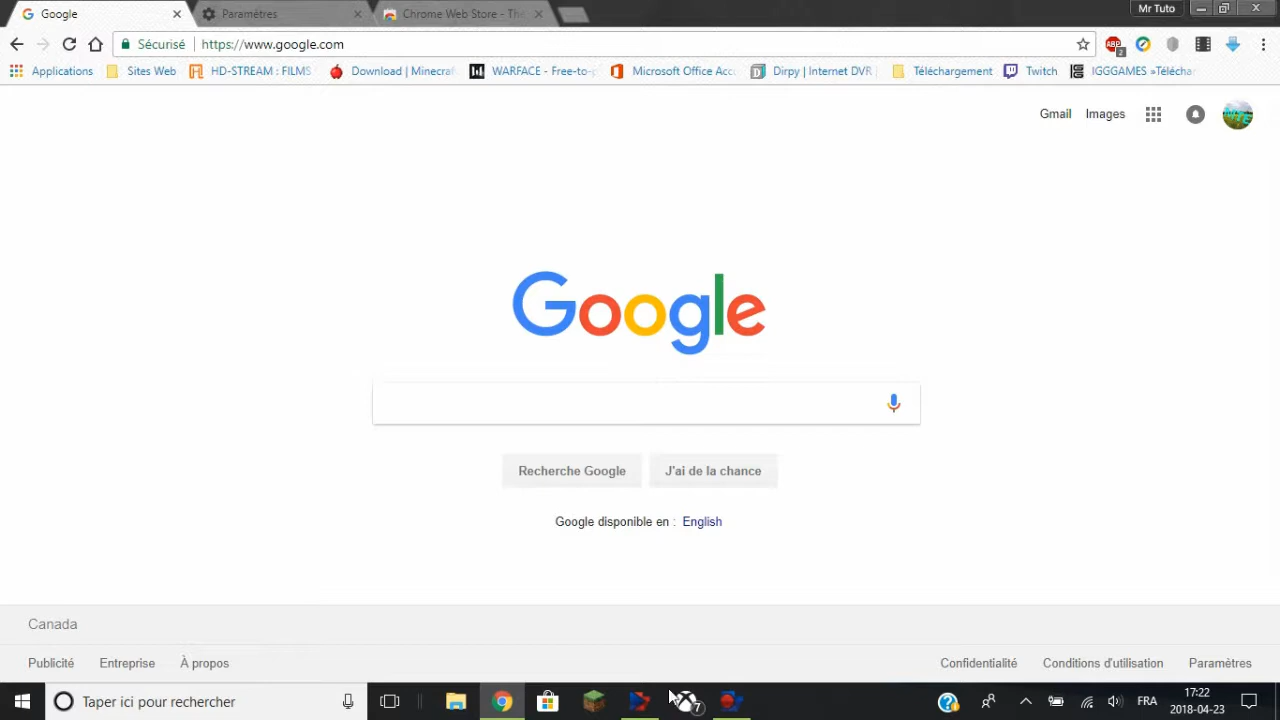 Google
Paramètres
Chrome Web Store - The
Mr Tuto
Sécurisé
https://www.google.com
ABP
2
Applications
Sites Web
HD-STREAM : FILMS
Download | Minecraf
WARFACE - Free-to-p
Microsoft Office Acc
Dirpy | Internet DVR
Téléchargement
Twitch
IGGGAMES »Téléchar
Gmail
Images
Google
Recherche Google
J'ai de la chance
Google disponible en : English
Canada
Publicité
Entreprise
À propos
Confidentialité
Conditions d'utilisation
Paramètres
Taper ici pour rechercher
7
FRA
17:22
2018-04-23